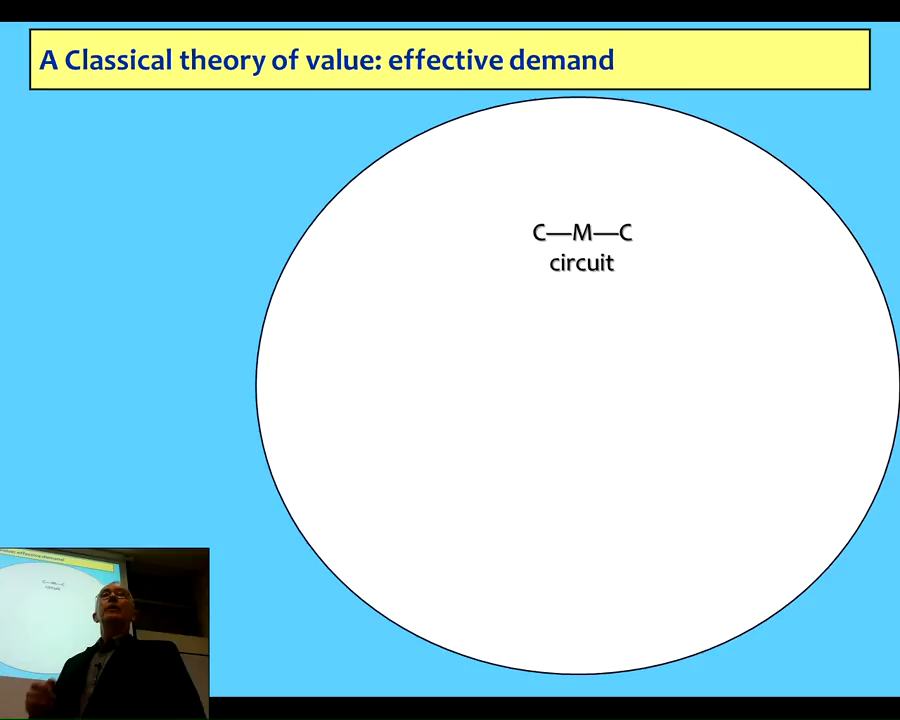 A Classical theory of value: effective demand
C—M—C
circuit